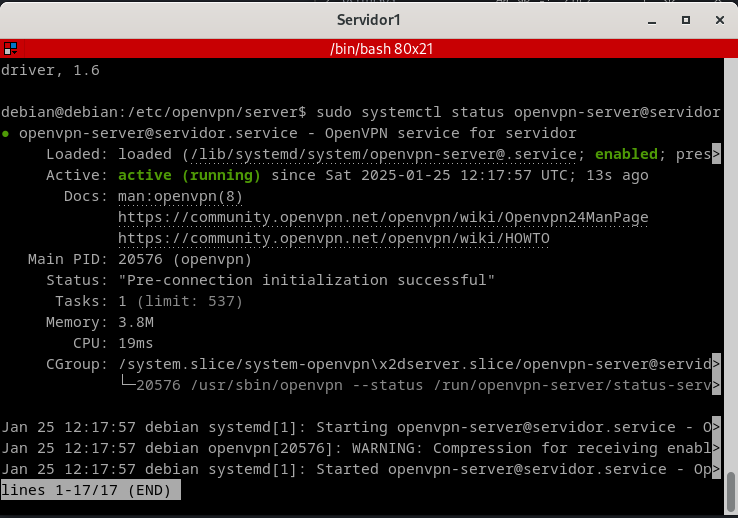 Servidor1
/bin/bash 80x21
driver, 1.6
debian@debian:/etc/openvpn/server$ sudo systemctl status openvpn-server@servidor
● openvpn-server@servidor.service - OpenVPN service for servidor
Loaded: loaded (/lib/systemd/system/openvpn-server@.service; enabled; pres>
Active: active (running) since Sat 2025-01-25 12:17:57 UTC; 13s ago
Docs: man:openvpn(8)
https://community.openvpn.net/openvpn/wiki/Openvpn24ManPage
https://community.openvpn.net/openvpn/wiki/HOWTO
Main PID: 20576 (openvpn)
Status: "Pre-connection initialization successful"
Tasks: 1 (limit: 537)
Memory: 3.8M
CPU: 19ms
CGroup: /system.slice/system-openvpn\x2dserver.slice/openvpn-server@servid>
└─20576 /usr/sbin/openvpn --status /run/openvpn-server/status-serv>
Jan 25 12:17:57 debian systemd[1]: Starting openvpn-server@servidor.service - O>
Jan 25 12:17:57 debian openvpn[20576]: WARNING: Compression for receiving enabl>
Jan 25 12:17:57 debian systemd[1]: Started openvpn-server@servidor.service - Op>
lines 1-17/17 (END)